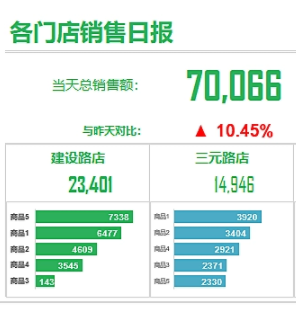 各门店销售日报
当天总销售额: 70,066
与昨天对比: ▲ 10.45%
建设路店
23,401
商品5 7338
商品1 6477
商品2 4609
商品4 3545
商品3 143
三元路店
14,946
商品1 3920
商品2 3404
商品4 2921
商品3 2371
商品5 2330